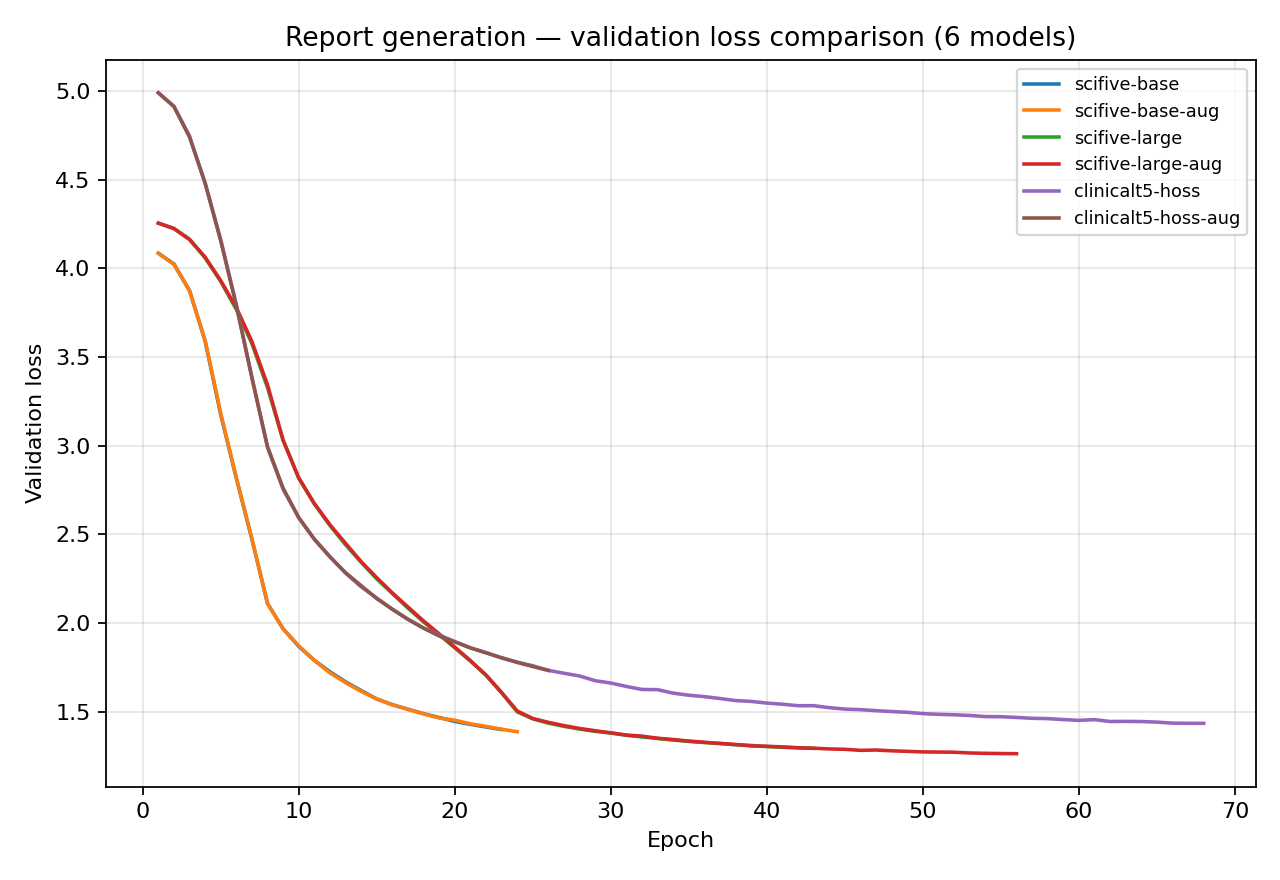 Report generation — validation loss comparison (6 models)
scifive-base
scifive-base-aug
scifive-large
scifive-large-aug
clinicalt5-hoss
clinicalt5-hoss-aug
Validation loss
5.0
4.5
4.0
3.5
3.0
2.5
2.0
1.5
0 10 20 30 40 50 60 70
Epoch